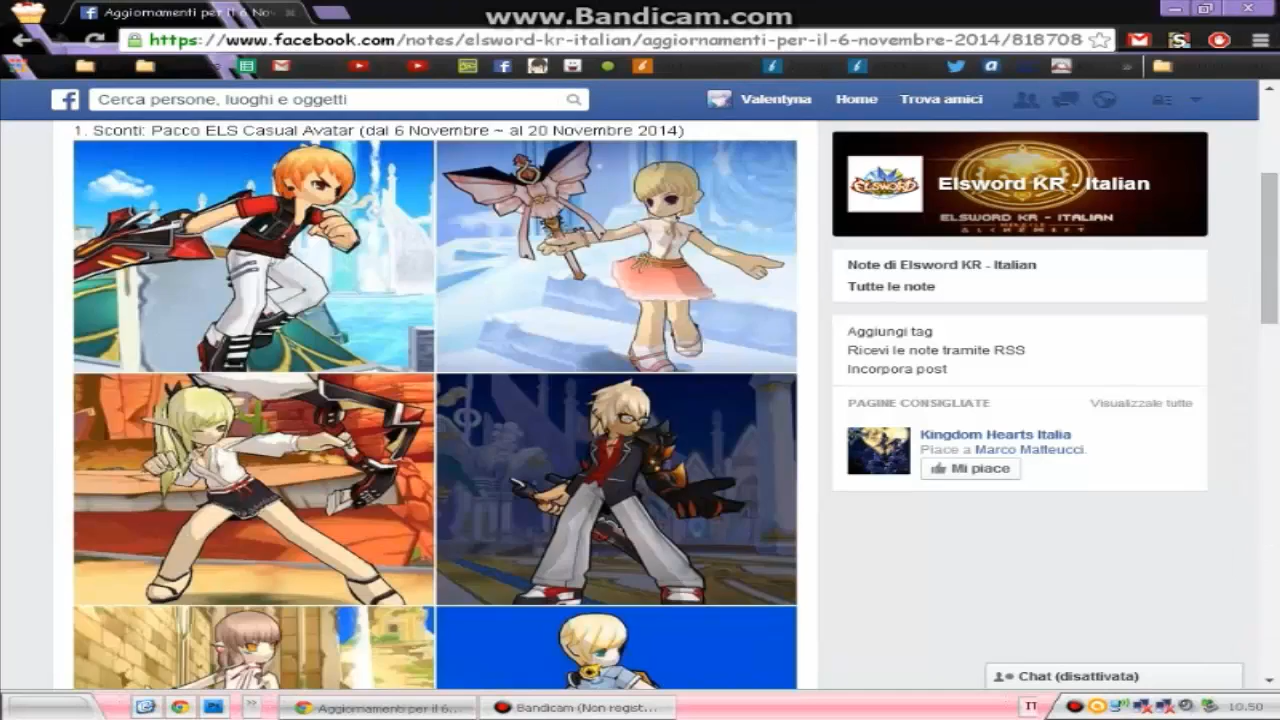 www.Bandicam.com
Aggiornamenti per il 6 Nov
https://www.facebook.com/notes/elsword-kr-italian/aggiornamenti-per-il-6-novembre-2014/818708
Cerca persone, luoghi e oggetti
Valentyna
Home
Trova amici
1. Sconti: Pacco ELS Casual Avatar (dal 6 Novembre ~ al 20 Novembre 2014)
ELSWORD
Elsword KR - Italian
ELSWORD KR - ITALIAN
Note di Elsword KR - Italian
Tutte le note
Aggiungi tag
Ricevi le note tramite RSS
Incorpora post
PAGINE CONSIGLIATE
Visualizzale tutte
Kingdom Hearts Italia
Piace a Marco Matteucci.
Mi piace
Chat (disattivata)
Aggiornamenti per il 6...
Bandicam (Non regist...
IT
10.50